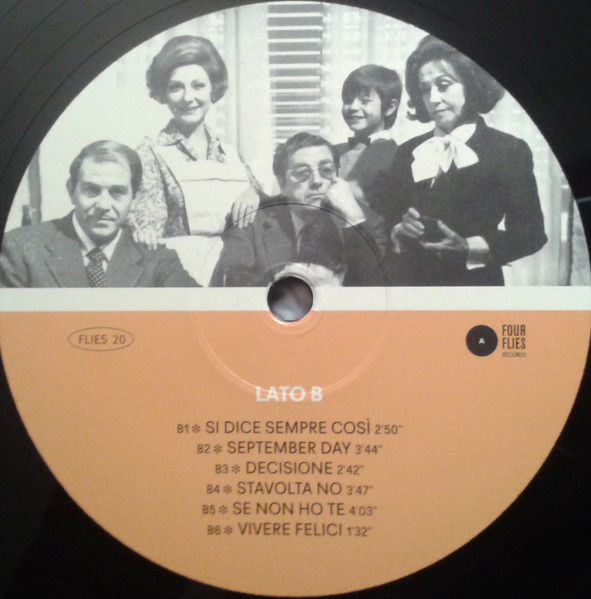 FLIES 20
FOUR
FLIES
RECORDS
LATO B
B1 ❊ SI DICE SEMPRE COSÌ 2'50"
B2 ❊ SEPTEMBER DAY 3'44"
B3 ❊ DECISIONE 2'42"
B4 ❊ STAVOLTA NO 3'47"
B5 ❊ SE NON HO TE 4'03"
B6 ❊ VIVERE FELICI 1'32"